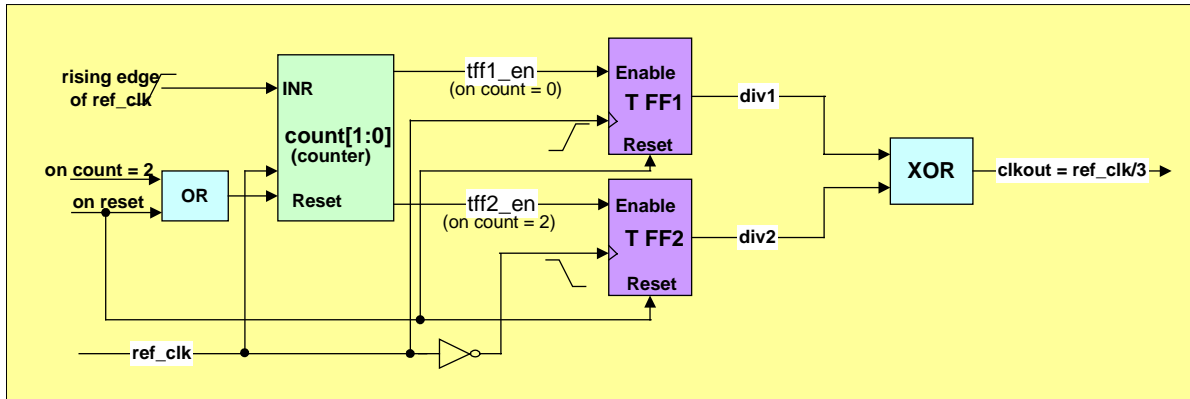 rising edge
of ref_clk
INR
count[1:0]
(counter)
Reset
on count = 2
on reset
OR
tff1_en
(on count = 0)
tff2_en
(on count = 2)
Enable
T FF1
Reset
Enable
T FF2
Reset
div1
div2
XOR
clkout = ref_clk/3
ref_clk